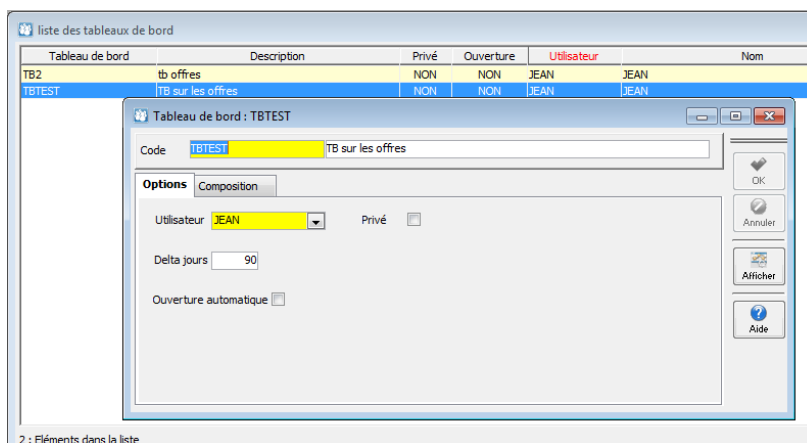 liste des tableaux de bord
Tableau de bord Description Privé Ouverture Utilisateur Nom
TB2 tb offres NON NON JEAN JEAN
TBTEST TB sur les offres NON NON JEAN JEAN
Tableau de bord : TBTEST
Code TBTEST TB sur les offres
OK
Options Composition
Utilisateur JEAN Privé
Annuler
Delta jours 90
Afficher
Ouverture automatique
Aide
2 : Eléments dans la liste